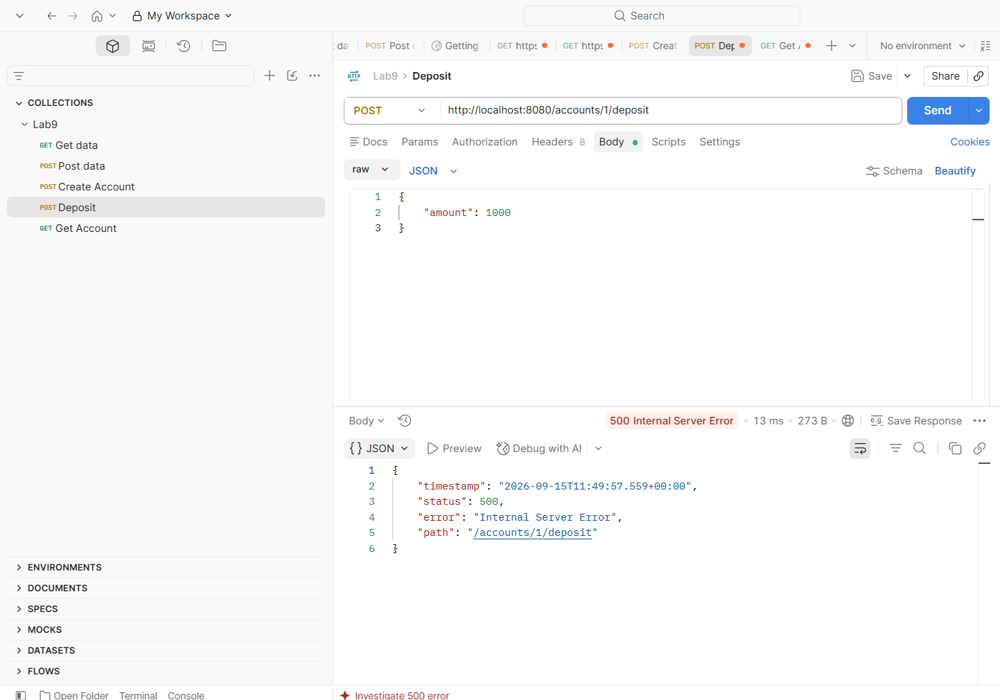 My Workspace
Search
da
POST Post
Getting
GET https
GET https
POST Creat
POST Dep
GET Get
No environment
Lab9 > Deposit
Save
Share
COLLECTIONS
Lab9
GET Get data
POST Post data
POST Create Account
POST Deposit
GET Get Account
ENVIRONMENTS
DOCUMENTS
SPECS
MOCKS
DATASETS
FLOWS
Open Folder
Terminal
Console
HTTP
POST
http://localhost:8080/accounts/1/deposit
Send
Docs
Params
Authorization
Headers 8
Body
Scripts
Settings
Cookies
raw
JSON
Schema
Beautify
1 {
2 "amount": 1000
3 }
Body
500 Internal Server Error
13 ms
273 B
e.g. Save Response
{} JSON
Preview
Debug with AI
1 {
2 "timestamp": "2026-09-15T11:49:57.559+00:00",
3 "status": 500,
4 "error": "Internal Server Error",
5 "path": "/accounts/1/deposit"
6 }
Investigate 500 error